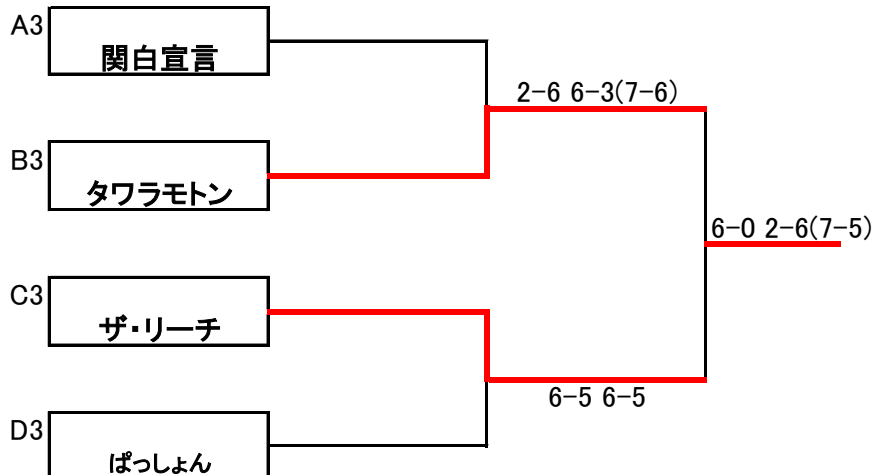 A3
関白宣言
2-6 6-3(7-6)
B3
タワラモトン
6-0 2-6(7-5)
C3
ザ・リーチ
6-5 6-5
D3
ぱっしょん